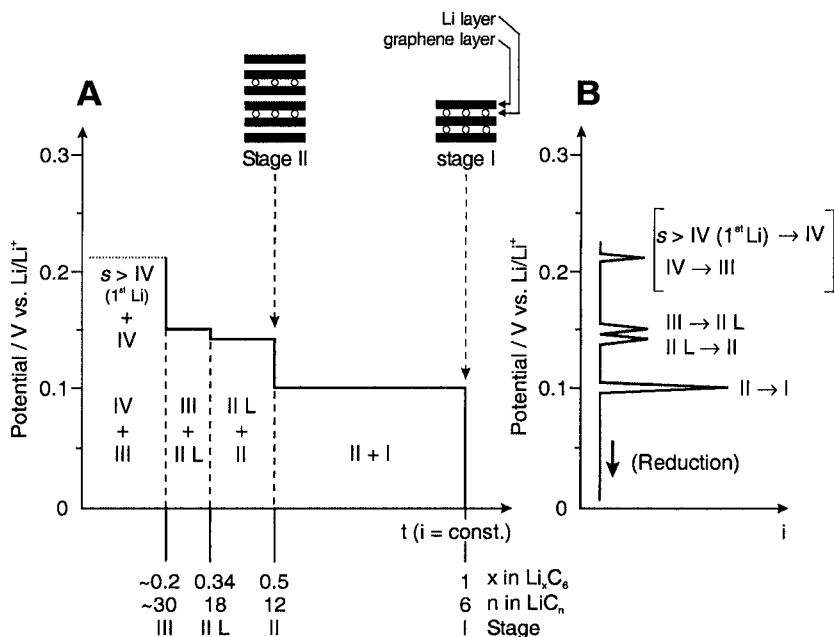 Li layer
graphene layer
A
B
Stage II
stage I
Potential / V vs. Li/Li⁺
0.3
0.2
0.1
0
s > IV
(1ˢᵗ Li)
+
IV
IV
+
III
III
+
II L
II L
+
II
II + I
t (i = const.)
~0.2 0.34 0.5 1 x in LiₓC₆
~30 18 12 6 n in LiCₙ
III II L II I Stage
Potential / V vs. Li/Li⁺
0.3
0.2
0.1
0
s > IV (1ˢᵗ Li) → IV
IV → III
III → II L
II L → II
II → I
(Reduction)
i